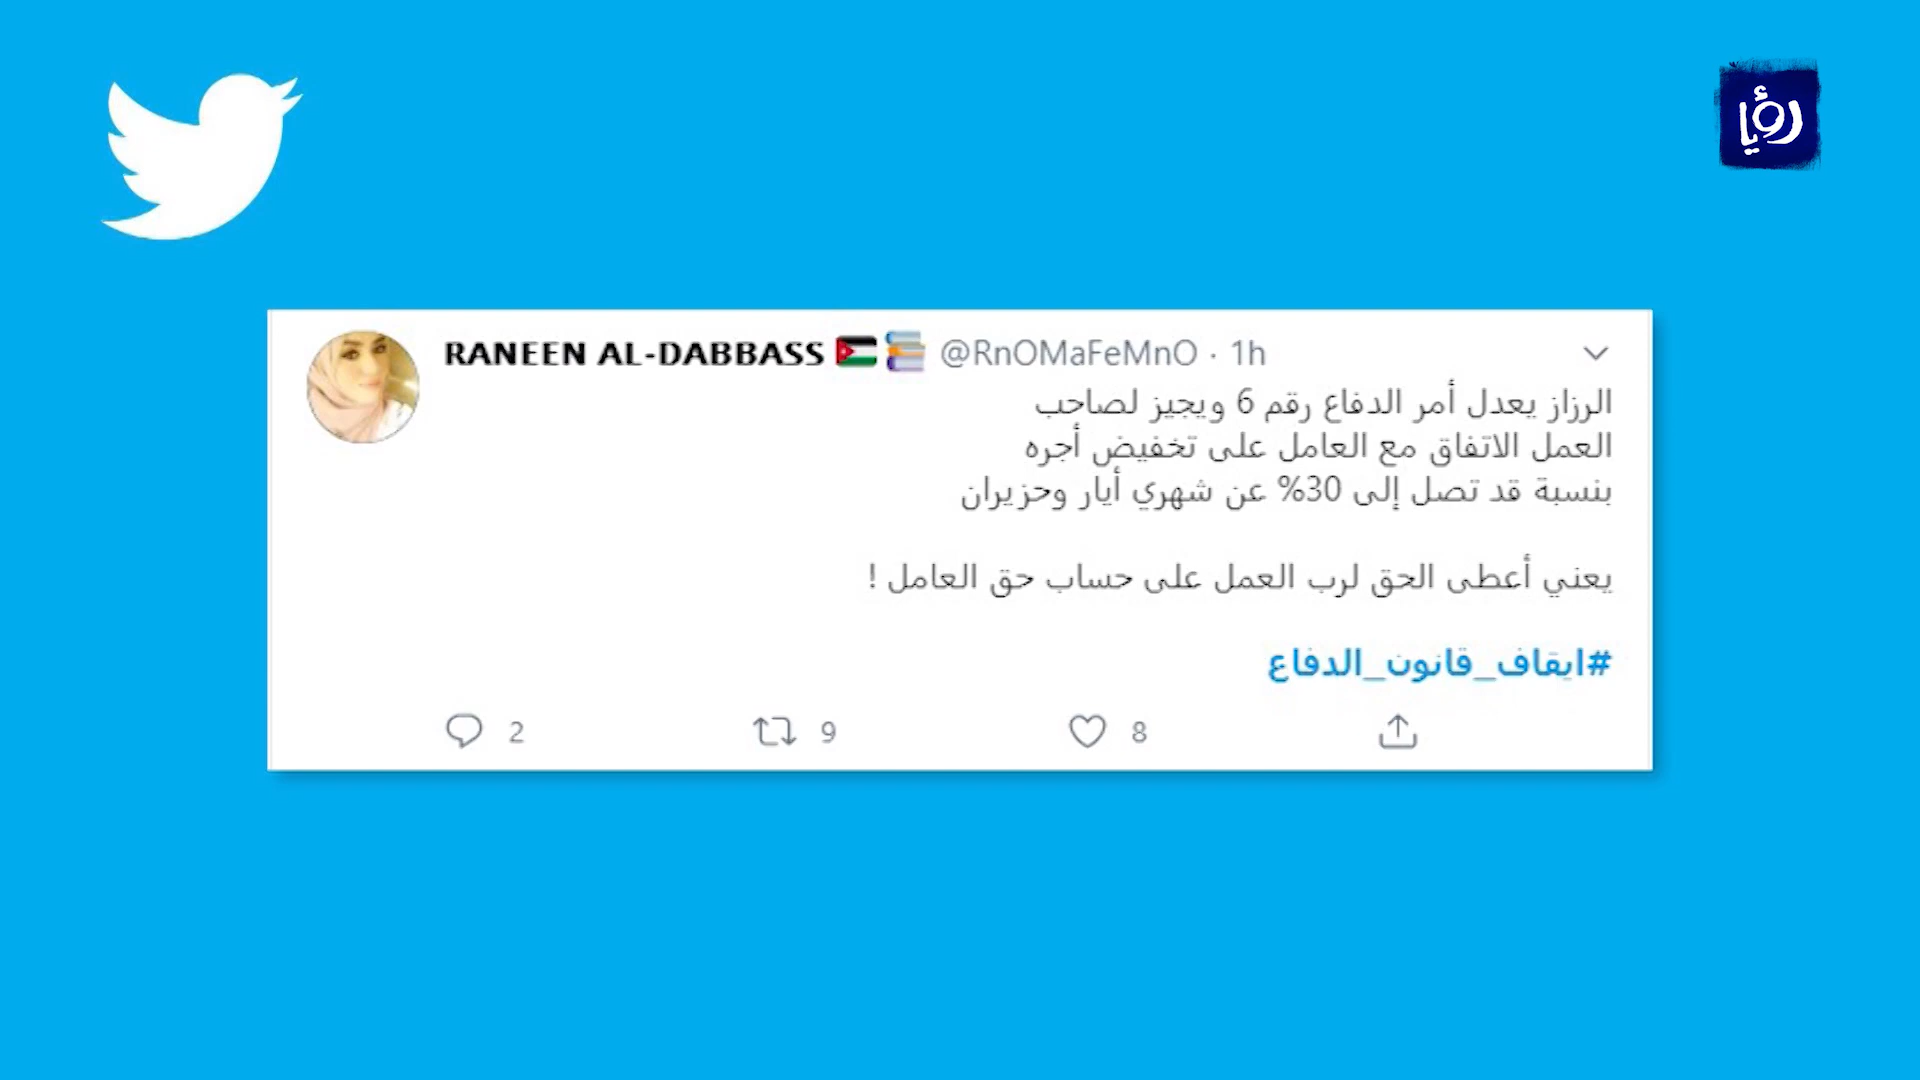 رؤيا
RANEEN AL-DABBASS 🇯🇴📚 @RnOMaFeMnO · 1h
الرزاز يعدل أمر الدفاع رقم 6 ويجيز لصاحب
العمل الاتفاق مع العامل على تخفيض أجره
بنسبة قد تصل إلى 30% عن شهري أيار وحزيران
يعني أعطى الحق لرب العمل على حساب حق العامل !
#ايقاف_قانون_الدفاع
2 9 8